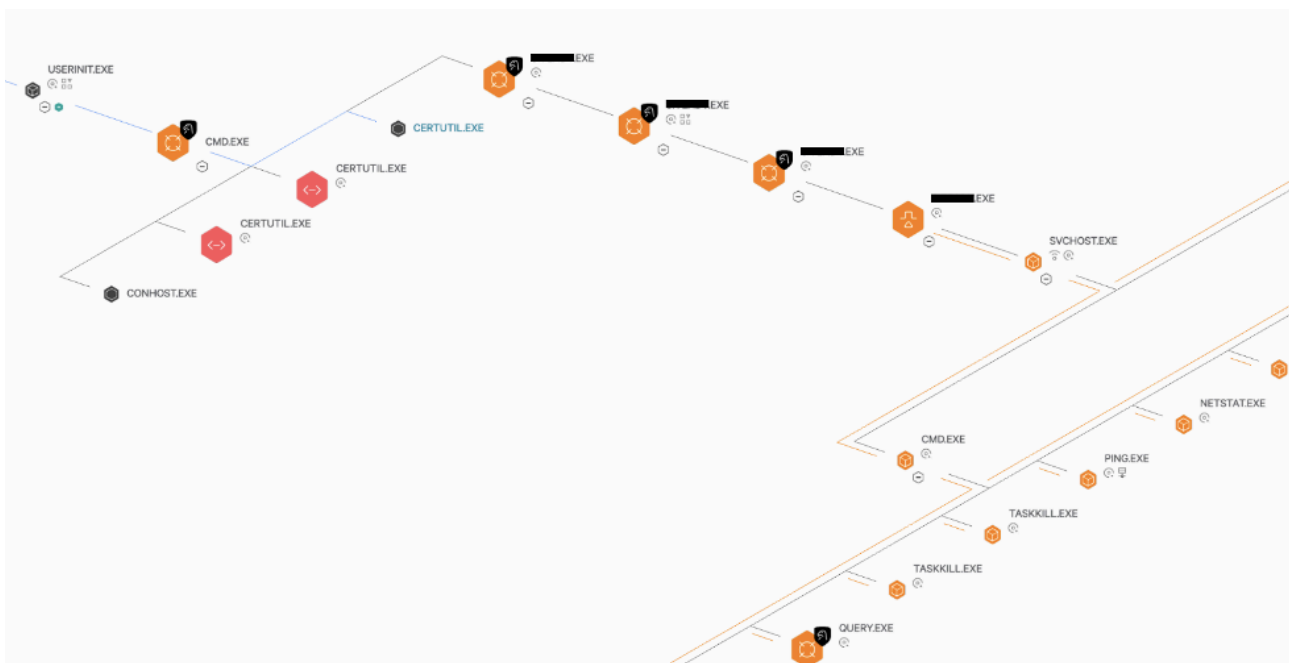 USERINIT.EXE
CMD.EXE
CERTUTIL.EXE
CERTUTIL.EXE
CERTUTIL.EXE
CONHOST.EXE
.EXE
.EXE
.EXE
.EXE
SVCHOST.EXE
CMD.EXE
NETSTAT.EXE
PING.EXE
TASKKILL.EXE
TASKKILL.EXE
QUERY.EXE